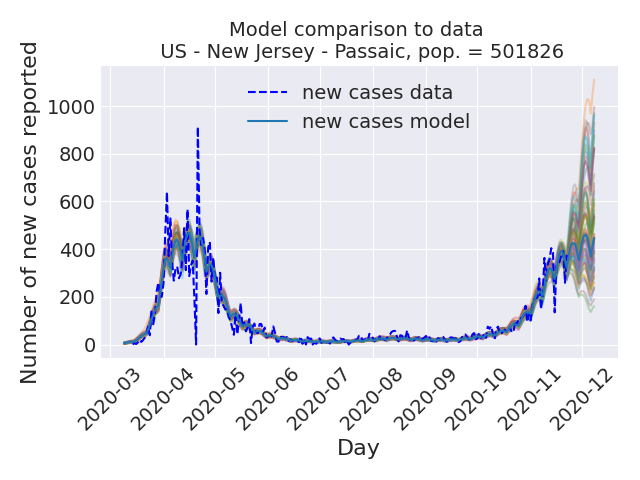 Model comparison to data
US - New Jersey - Passaic, pop. = 501826
Number of new cases reported
1000
800
600
400
200
0
new cases data
new cases model
2020-03
2020-04
2020-05
2020-06
2020-07
2020-08
2020-09
2020-10
2020-11
2020-12
Day